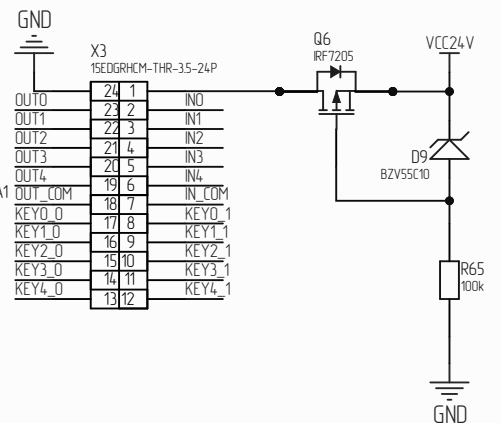 GND
X3
15EDGRHCM-THR-3.5-24P
24 1
OUT0 23 2 IN0
OUT1 22 3 IN1
OUT2 21 4 IN2
OUT3 20 5 IN3
OUT4 19 6 IN4
A1 OUT_COM 18 7 IN_COM
KEY0_0 17 8 KEY0_1
KEY1_0 16 9 KEY1_1
KEY2_0 15 10 KEY2_1
KEY3_0 14 11 KEY3_1
KEY4_0 13 12 KEY4_1
Q6
IRF7205
VCC24V
D9
BZV55C10
R65
100k
GND